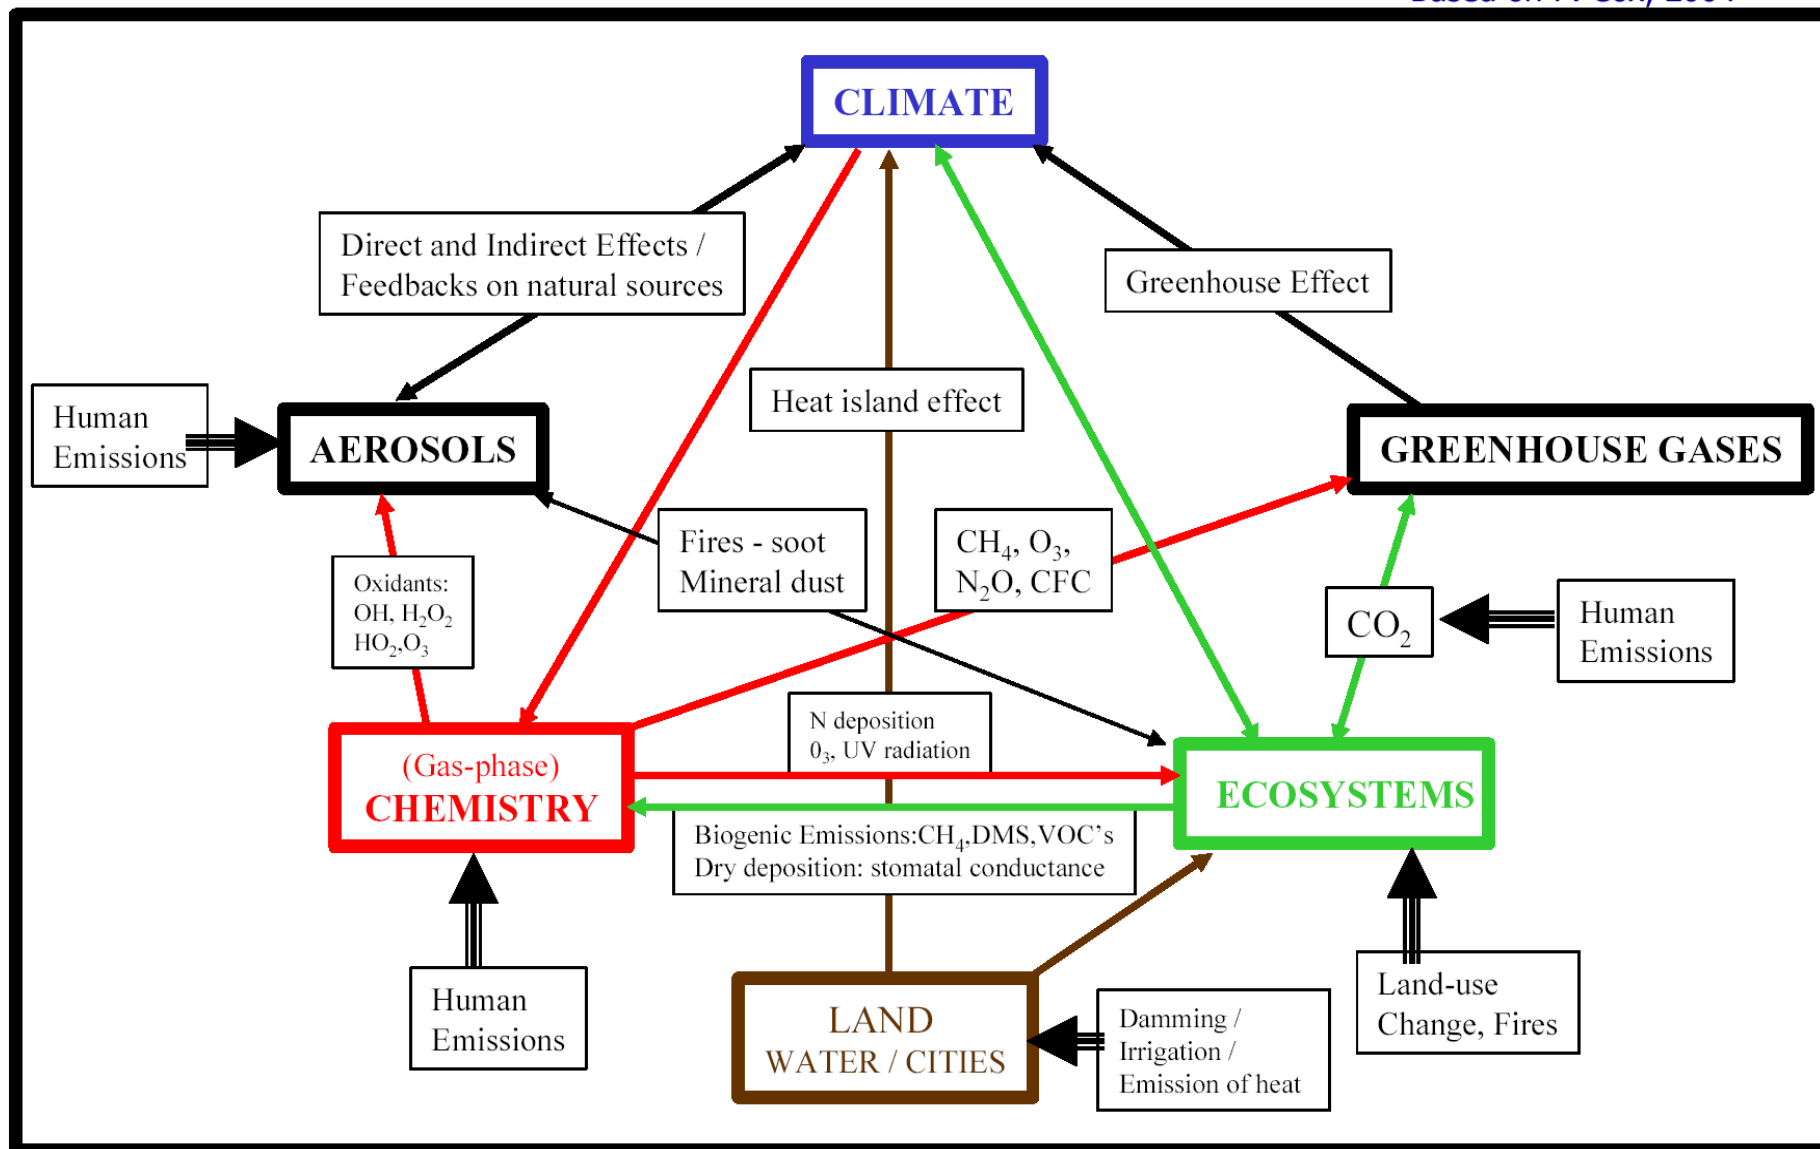 CLIMATE
Direct and Indirect Effects /
Feedbacks on natural sources
Greenhouse Effect
Heat island effect
Human
Emissions
AEROSOLS
GREENHOUSE GASES
Fires - soot
Mineral dust
CH₄, O₃,
N₂O, CFC
Oxidants:
OH, H₂O₂
HO₂,O₃
CO₂
Human
Emissions
N deposition
0₃, UV radiation
(Gas-phase)
CHEMISTRY
ECOSYSTEMS
Biogenic Emissions:CH₄,DMS,VOC’s
Dry deposition: stomatal conductance
Human
Emissions
LAND
WATER / CITIES
Damming /
Irrigation /
Emission of heat
Land-use
Change, Fires